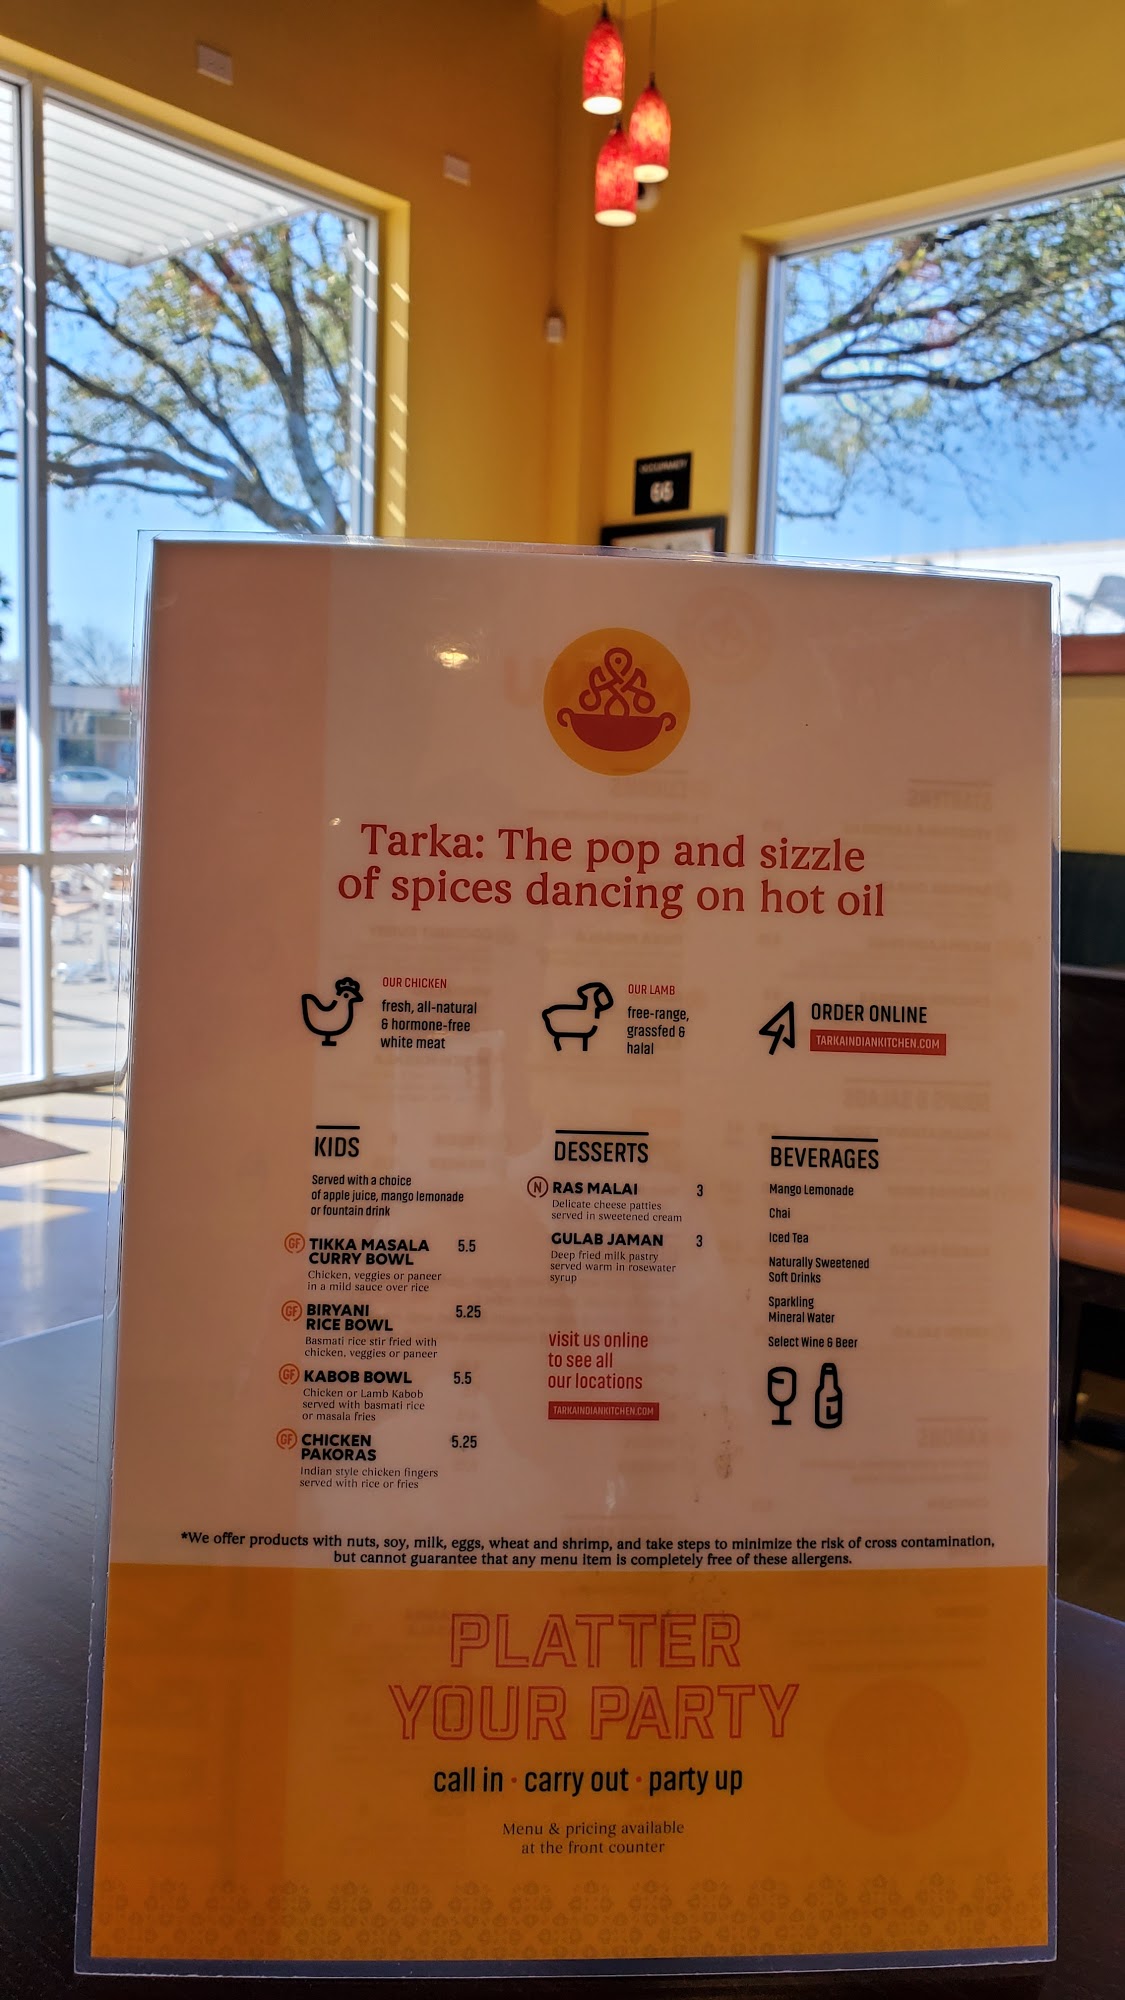 OCCUPANCY
66
Tarka: The pop and sizzle
of spices dancing on hot oil
OUR CHICKEN
fresh, all-natural
& hormone-free
white meat
OUR LAMB
free-range,
grassfed &
halal
ORDER ONLINE
TARKAINDIANKITCHEN.COM
KIDS
Served with a choice
of apple juice, mango lemonade
or fountain drink
GF TIKKA MASALA 5.5
CURRY BOWL
Chicken, veggies or paneer
in a mild sauce over rice
GF BIRYANI 5.25
RICE BOWL
Basmati rice stir fried with
chicken, veggies or paneer
GF KABOB BOWL 5.5
Chicken or Lamb Kabob
served with basmati rice
or masala fries
GF CHICKEN 5.25
PAKORAS
Indian style chicken fingers
served with rice or fries
DESSERTS
N RAS MALAI 3
Delicate cheese patties
served in sweetened cream
GULAB JAMAN 3
Deep fried milk pastry
served warm in rosewater
syrup
visit us online
to see all
our locations
TARKAINDIANKITCHEN.COM
BEVERAGES
Mango Lemonade
Chai
Iced Tea
Naturally Sweetened
Soft Drinks
Sparkling
Mineral Water
Select Wine & Beer
*We offer products with nuts, soy, milk, eggs, wheat and shrimp, and take steps to minimize the risk of cross contamination,
but cannot guarantee that any menu item is completely free of these allergens.
PLATTER
YOUR PARTY
call in · carry out · party up
Menu & pricing available
at the front counter